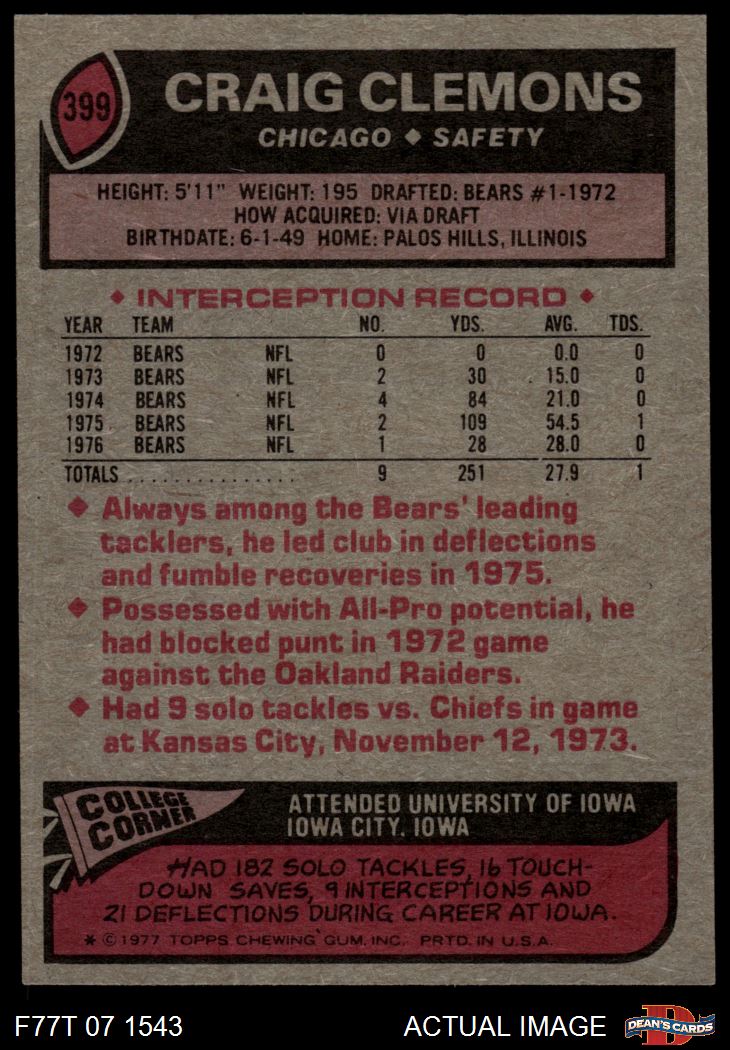 399
CRAIG CLEMONS
CHICAGO ♦ SAFETY
HEIGHT: 5'11" WEIGHT: 195 DRAFTED: BEARS #1-1972
HOW ACQUIRED: VIA DRAFT
BIRTHDATE: 6-1-49 HOME: PALOS HILLS, ILLINOIS
♦ INTERCEPTION RECORD ♦
YEAR TEAM NO. YDS. AVG. TDS.
1972 BEARS NFL 0 0 0.0 0
1973 BEARS NFL 2 30 15.0 0
1974 BEARS NFL 4 84 21.0 0
1975 BEARS NFL 2 109 54.5 1
1976 BEARS NFL 1 28 28.0 0
TOTALS ................ 9 251 27.9 1
♦ Always among the Bears' leading
tacklers, he led club in deflections
and fumble recoveries in 1975.
♦ Possessed with All-Pro potential, he
had blocked punt in 1972 game
against the Oakland Raiders.
♦ Had 9 solo tackles vs. Chiefs in game
at Kansas City, November 12, 1973.
COLLEGE
CORNER
ATTENDED UNIVERSITY OF IOWA
IOWA CITY, IOWA
HAD 182 SOLO TACKLES, 16 TOUCH-
DOWN SAVES, 9 INTERCEPTIONS AND
21 DEFLECTIONS DURING CAREER AT IOWA.
* © 1977 TOPPS CHEWING GUM, INC. PRTD. IN U.S.A.
F77T 07 1543 ACTUAL IMAGE
D
DEAN'S CARDS